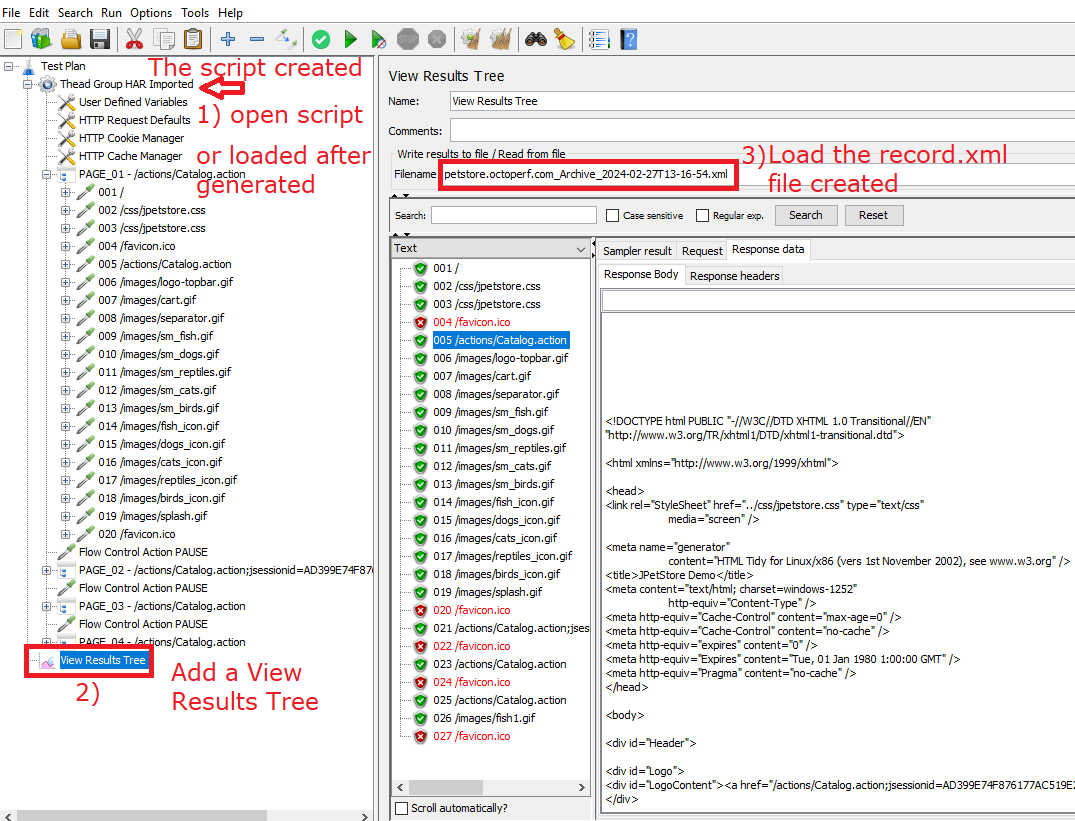 File Edit Search Run Options Tools Help
Test Plan
Thead Group HAR Imported
User Defined Variables
HTTP Request Defaults
HTTP Cookie Manager
HTTP Cache Manager
PAGE_01 - /actions/Catalog.action
001 /
002 /css/jpetstore.css
003 /css/jpetstore.css
004 /favicon.ico
005 /actions/Catalog.action
006 /images/logo-topbar.gif
007 /images/cart.gif
008 /images/separator.gif
009 /images/sm_fish.gif
010 /images/sm_dogs.gif
011 /images/sm_reptiles.gif
012 /images/sm_cats.gif
013 /images/sm_birds.gif
014 /images/fish_icon.gif
015 /images/dogs_icon.gif
016 /images/cats_icon.gif
017 /images/reptiles_icon.gif
018 /images/birds_icon.gif
019 /images/splash.gif
020 /favicon.ico
Flow Control Action PAUSE
PAGE_02 - /actions/Catalog.action;jsessionid=AD399E74F876
Flow Control Action PAUSE
PAGE_03 - /actions/Catalog.action
Flow Control Action PAUSE
PAGE_04 - /actions/Catalog.action
View Results Tree
The script created
1) open script
or loaded after
generated
2)
Add a View
Results Tree
View Results Tree
Name: View Results Tree
Comments:
Write results to file / Read from file
Filename petstore.octoperf.com_Archive_2024-02-27T13-16-54.xml
3)Load the record.xml
file created
Search: Case sensitive Regular exp. Search Reset
Text
001 /
002 /css/jpetstore.css
003 /css/jpetstore.css
004 /favicon.ico
005 /actions/Catalog.action
006 /images/logo-topbar.gif
007 /images/cart.gif
008 /images/separator.gif
009 /images/sm_fish.gif
010 /images/sm_dogs.gif
011 /images/sm_reptiles.gif
012 /images/sm_cats.gif
013 /images/sm_birds.gif
014 /images/fish_icon.gif
015 /images/dogs_icon.gif
016 /images/cats_icon.gif
017 /images/reptiles_icon.gif
018 /images/birds_icon.gif
019 /images/splash.gif
020 /favicon.ico
021 /actions/Catalog.action;jses
022 /favicon.ico
023 /actions/Catalog.action
024 /favicon.ico
025 /actions/Catalog.action
026 /images/fish1.gif
027 /favicon.ico
Scroll automatically?
Sampler result Request Response data
Response Body Response headers
<!DOCTYPE html PUBLIC "-//W3C//DTD XHTML 1.0 Transitional//EN"
"http://www.w3.org/TR/xhtml1/DTD/xhtml1-transitional.dtd">
<html xmlns="http://www.w3.org/1999/xhtml">
<head>
<link rel="StyleSheet" href="../css/jpetstore.css" type="text/css"
media="screen" />
<meta name="generator"
content="HTML Tidy for Linux/x86 (vers 1st November 2002), see www.w3.org" />
<title>JPetStore Demo</title>
<meta content="text/html; charset=windows-1252"
http-equiv="Content-Type" />
<meta http-equiv="Cache-Control" content="max-age=0" />
<meta http-equiv="Cache-Control" content="no-cache" />
<meta http-equiv="expires" content="0" />
<meta http-equiv="Expires" content="Tue, 01 Jan 1980 1:00:00 GMT" />
<meta http-equiv="Pragma" content="no-cache" />
</head>
<body>
<div id="Header">
<div id="Logo">
<div id="LogoContent"><a href="/actions/Catalog.action;jsessionid=AD399E74F876177AC519E
</div>